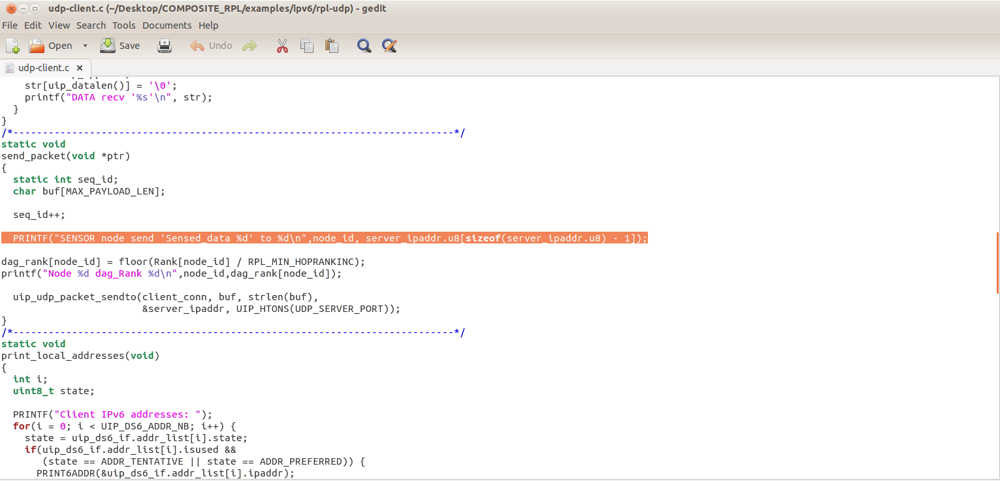 udp-client.c (~/Desktop/COMPOSITE_RPL/examples/ipv6/rpl-udp) - gedit
File Edit View Search Tools Documents Help
Open Save Undo
udp-client.c
    str[uip_datalen()] = '\0';
    printf("DATA recv '%s'\n", str);
  }
}
/*---------------------------------------------------------------------------*/
static void
send_packet(void *ptr)
{
  static int seq_id;
  char buf[MAX_PAYLOAD_LEN];
  seq_id++;
  PRINTF("SENSOR node send 'Sensed_data %d' to %d\n",node_id, server_ipaddr.u8[sizeof(server_ipaddr.u8) - 1]);
dag_rank[node_id] = floor(Rank[node_id] / RPL_MIN_HOPRANKINC);
printf("Node %d dag_Rank %d\n",node_id,dag_rank[node_id]);
  uip_udp_packet_sendto(client_conn, buf, strlen(buf),
                        &server_ipaddr, UIP_HTONS(UDP_SERVER_PORT));
}
/*---------------------------------------------------------------------------*/
static void
print_local_addresses(void)
{
  int i;
  uint8_t state;
  PRINTF("Client IPv6 addresses: ");
  for(i = 0; i < UIP_DS6_ADDR_NB; i++) {
    state = uip_ds6_if.addr_list[i].state;
    if(uip_ds6_if.addr_list[i].isused &&
       (state == ADDR_TENTATIVE || state == ADDR_PREFERRED)) {
      PRINT6ADDR(&uip_ds6_if.addr_list[i].ipaddr);